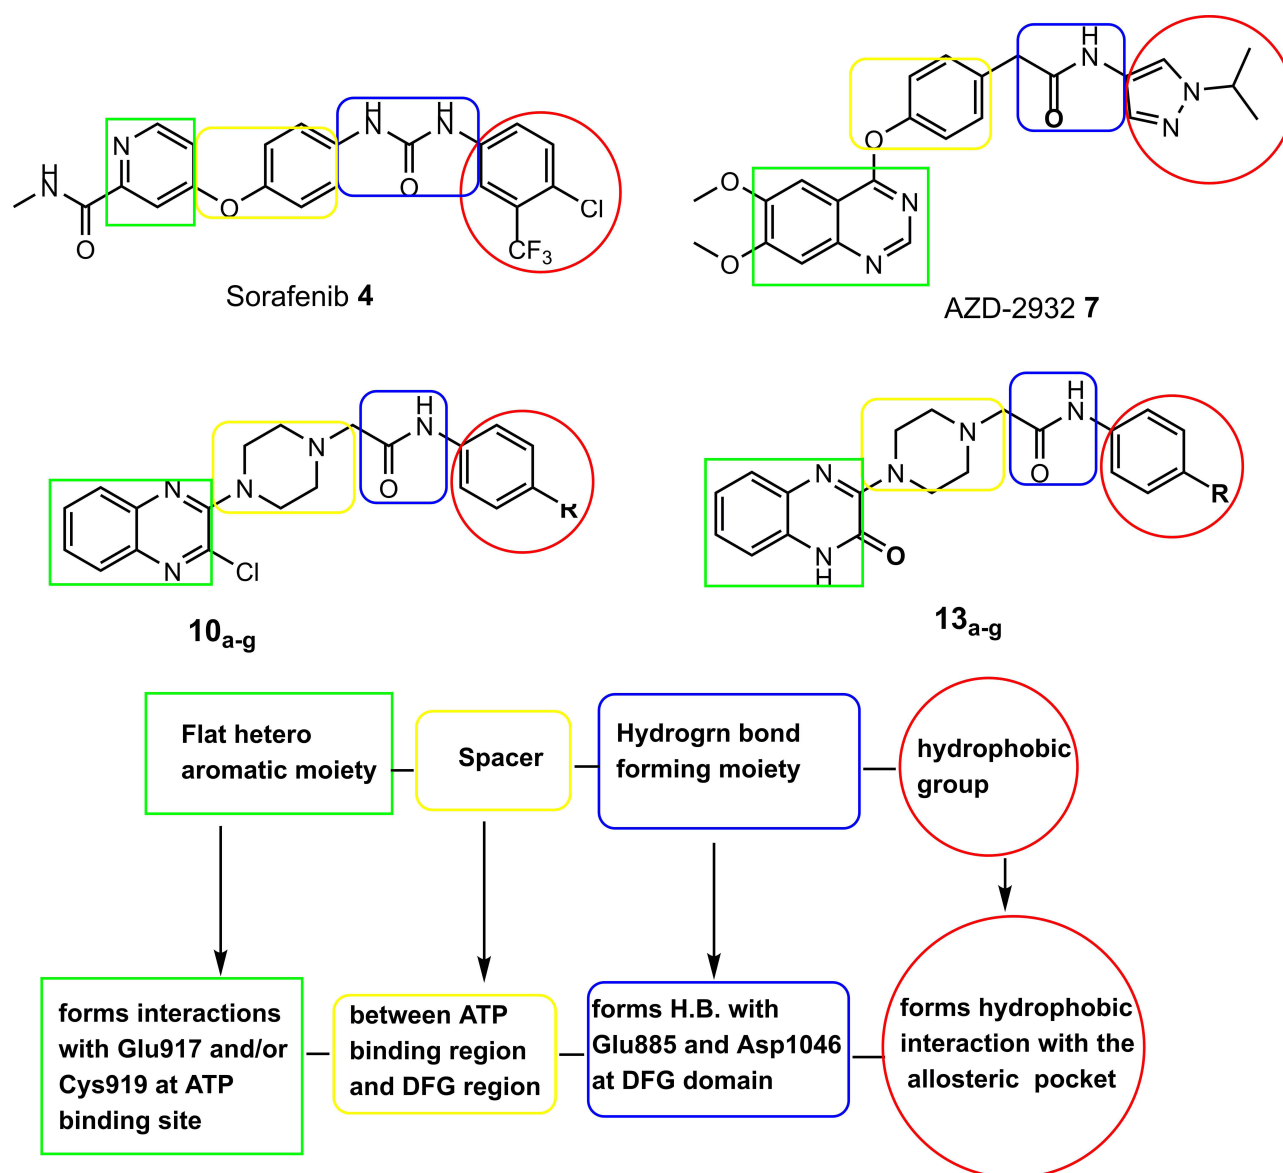 H
N
O
N
O
H
N
O
H
N
CF3
Cl
Sorafenib 4
O
O
O
N
N
O
H
N
N
N
AZD-2932 7
N
N
Cl
N
N
O
H
N
R
10a-g
N
N
H
O
N
N
O
H
N
R
13a-g
Flat hetero
aromatic moiety
Spacer
Hydrogrn bond
forming moiety
hydrophobic
group
forms interactions
with Glu917 and/or
Cys919 at ATP
binding site
between ATP
binding region
and DFG region
forms H.B. with
Glu885 and Asp1046
at DFG domain
forms hydrophobic
interaction with the
allosteric pocket